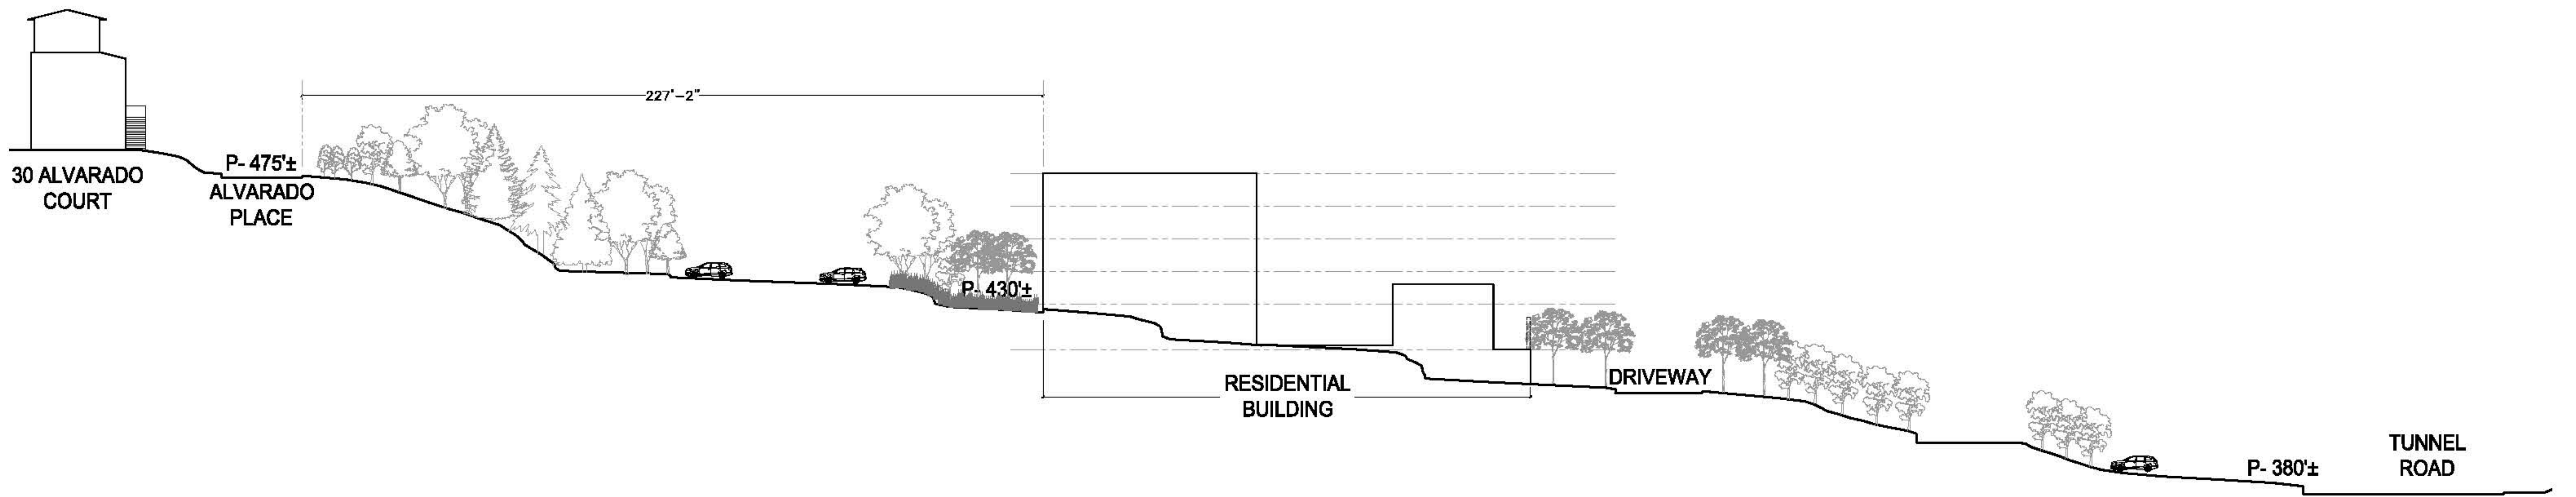 227'-2"
P- 475'±
30 ALVARADO
COURT
ALVARADO
PLACE
P- 430'±
RESIDENTIAL
BUILDING
DRIVEWAY
TUNNEL
ROAD
P- 380'±